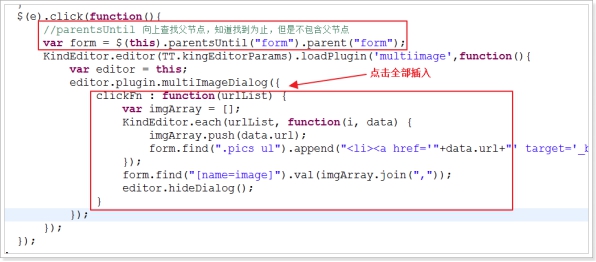 $(e).click(function(){
//parentsUntil 向上查找父节点，知道找到为止，但是不包含父节点
var form = $(this).parentsUntil("form").parent("form");
KindEditor.editor(TT.kingEditorParams).loadPlugin('multiimage',function(){
var editor = this;
点击全部插入
editor.plugin.multiImageDialog({
clickFn : function(urlList) {
var imgArray = [];
KindEditor.each(urlList, function(i, data) {
imgArray.push(data.url);
form.find(".pics ul").append("<li><a href='"+data.url+"' target='_b
});
form.find("[name=image]").val(imgArray.join(","));
editor.hideDialog();
}
});
});
});